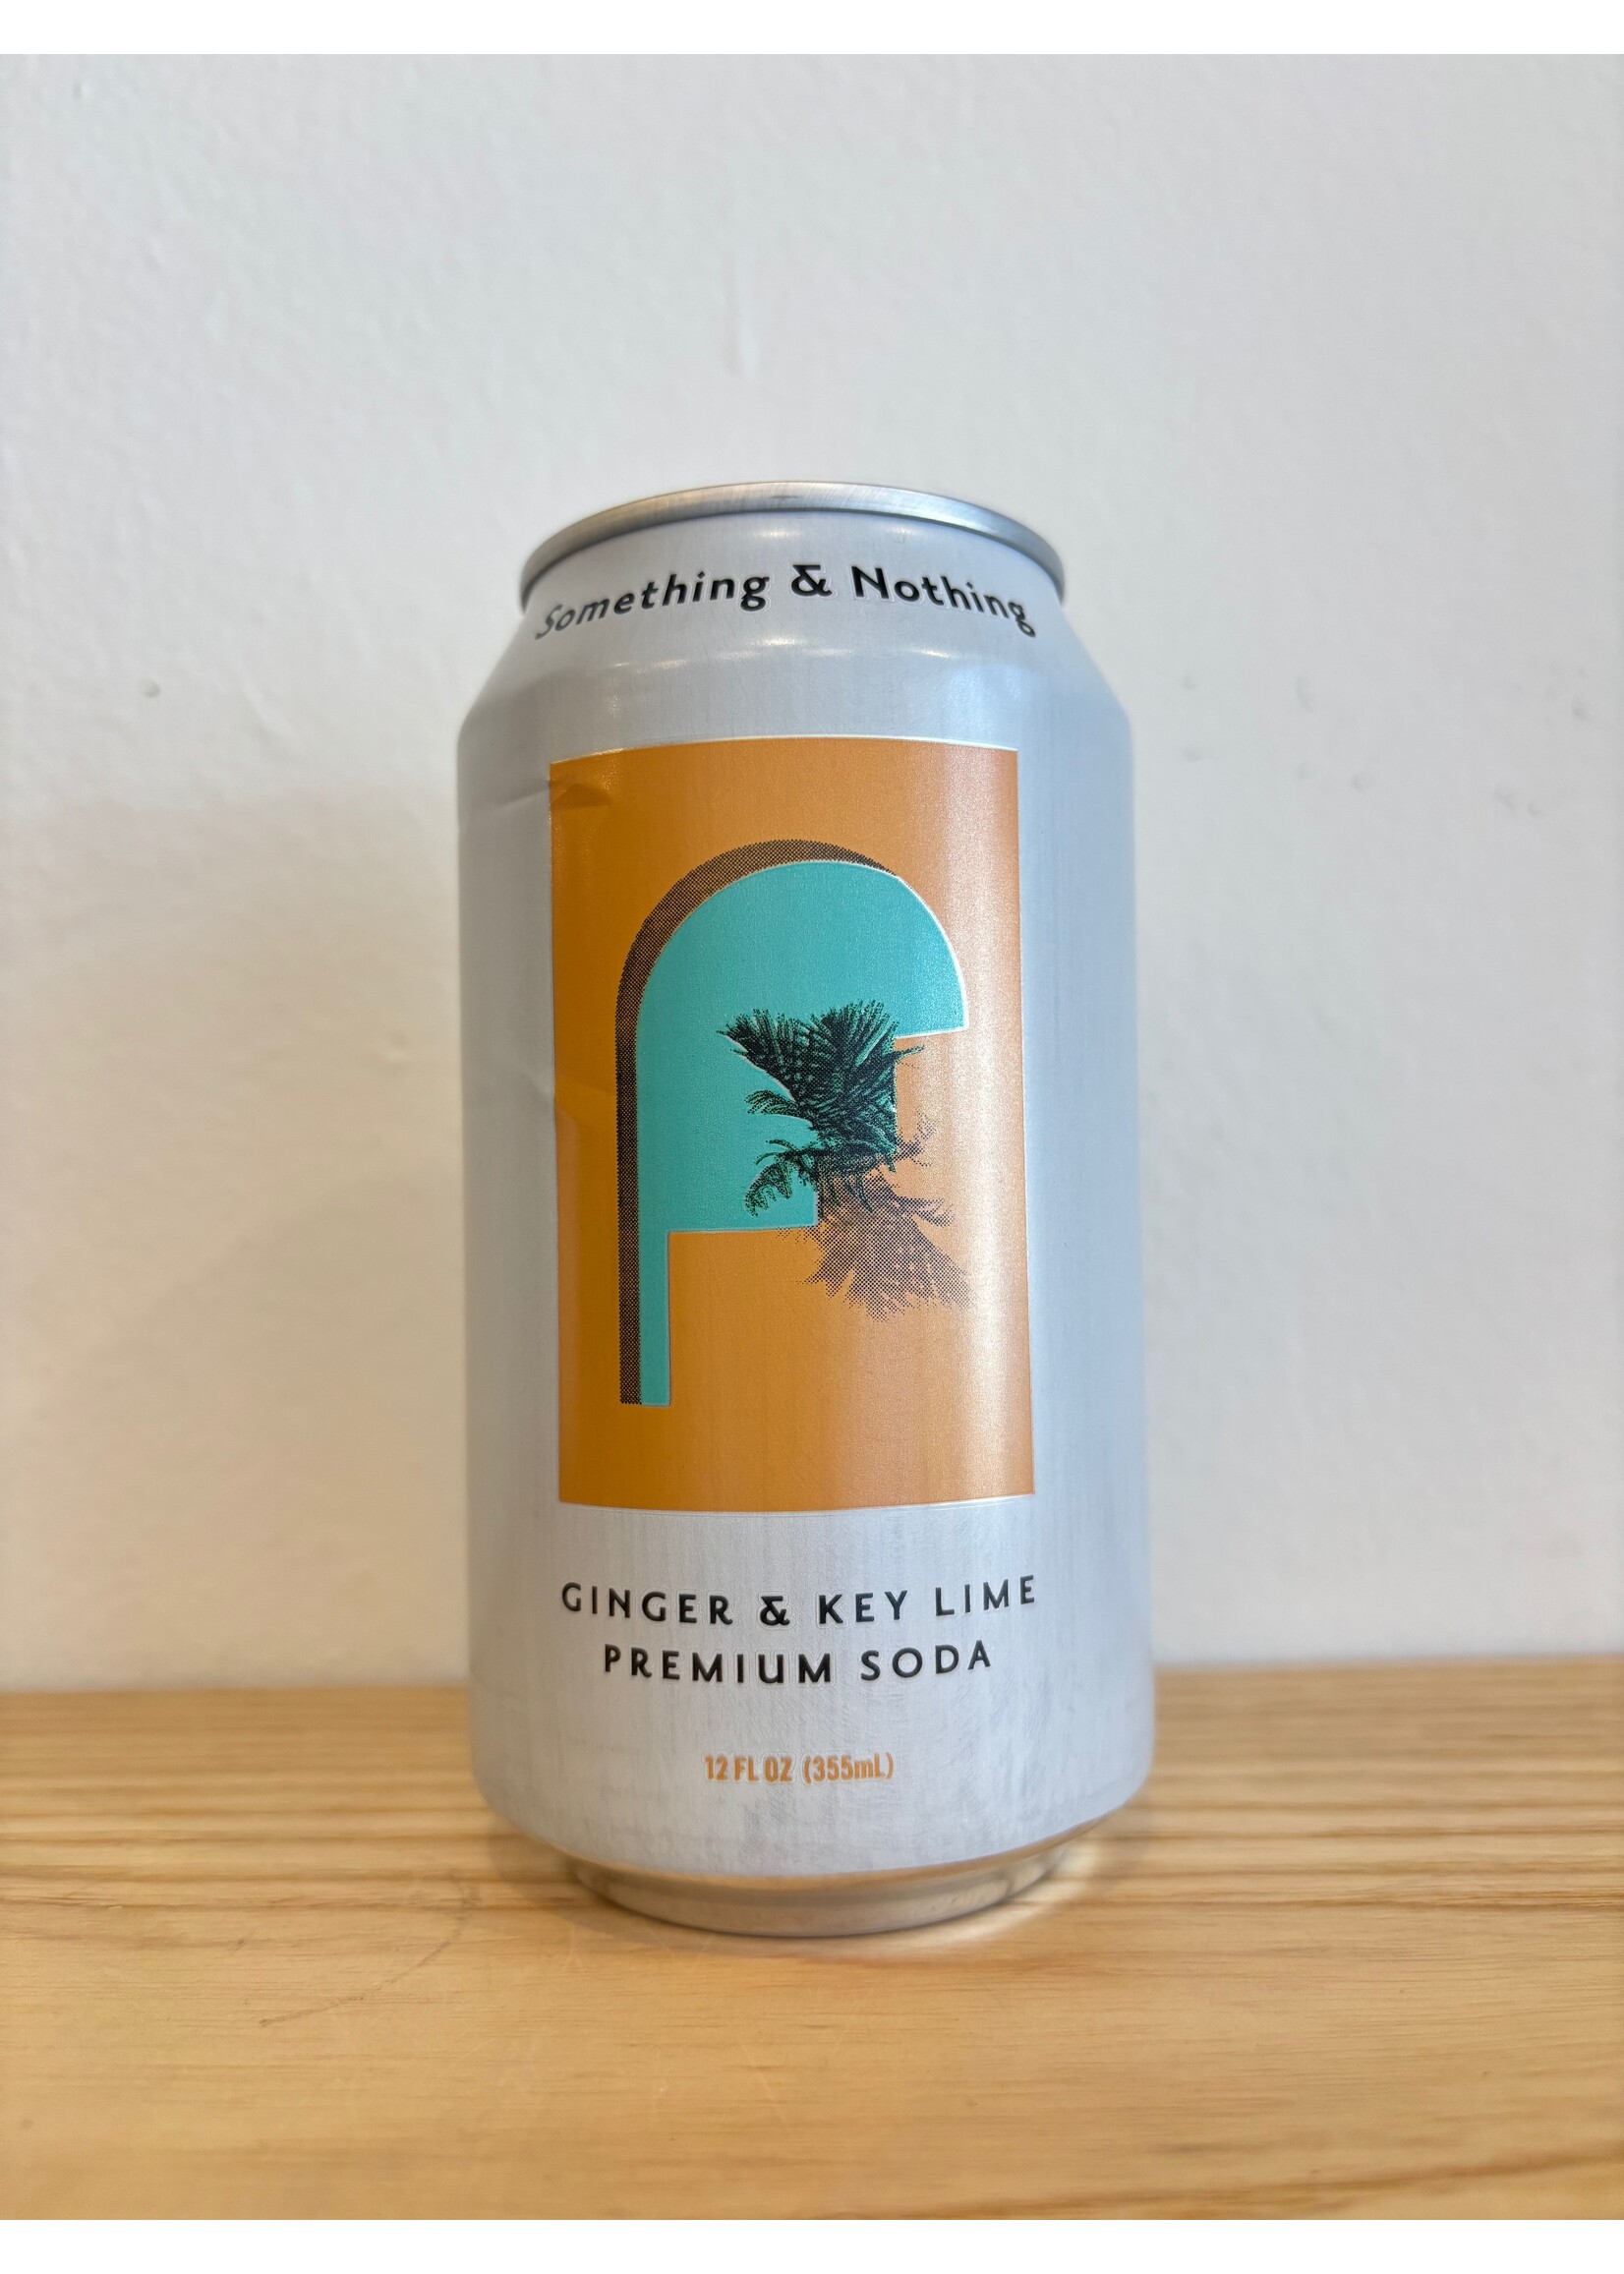 Something & Nothing
GINGER & KEY LIME
PREMIUM SODA
12 FL OZ (355mL)